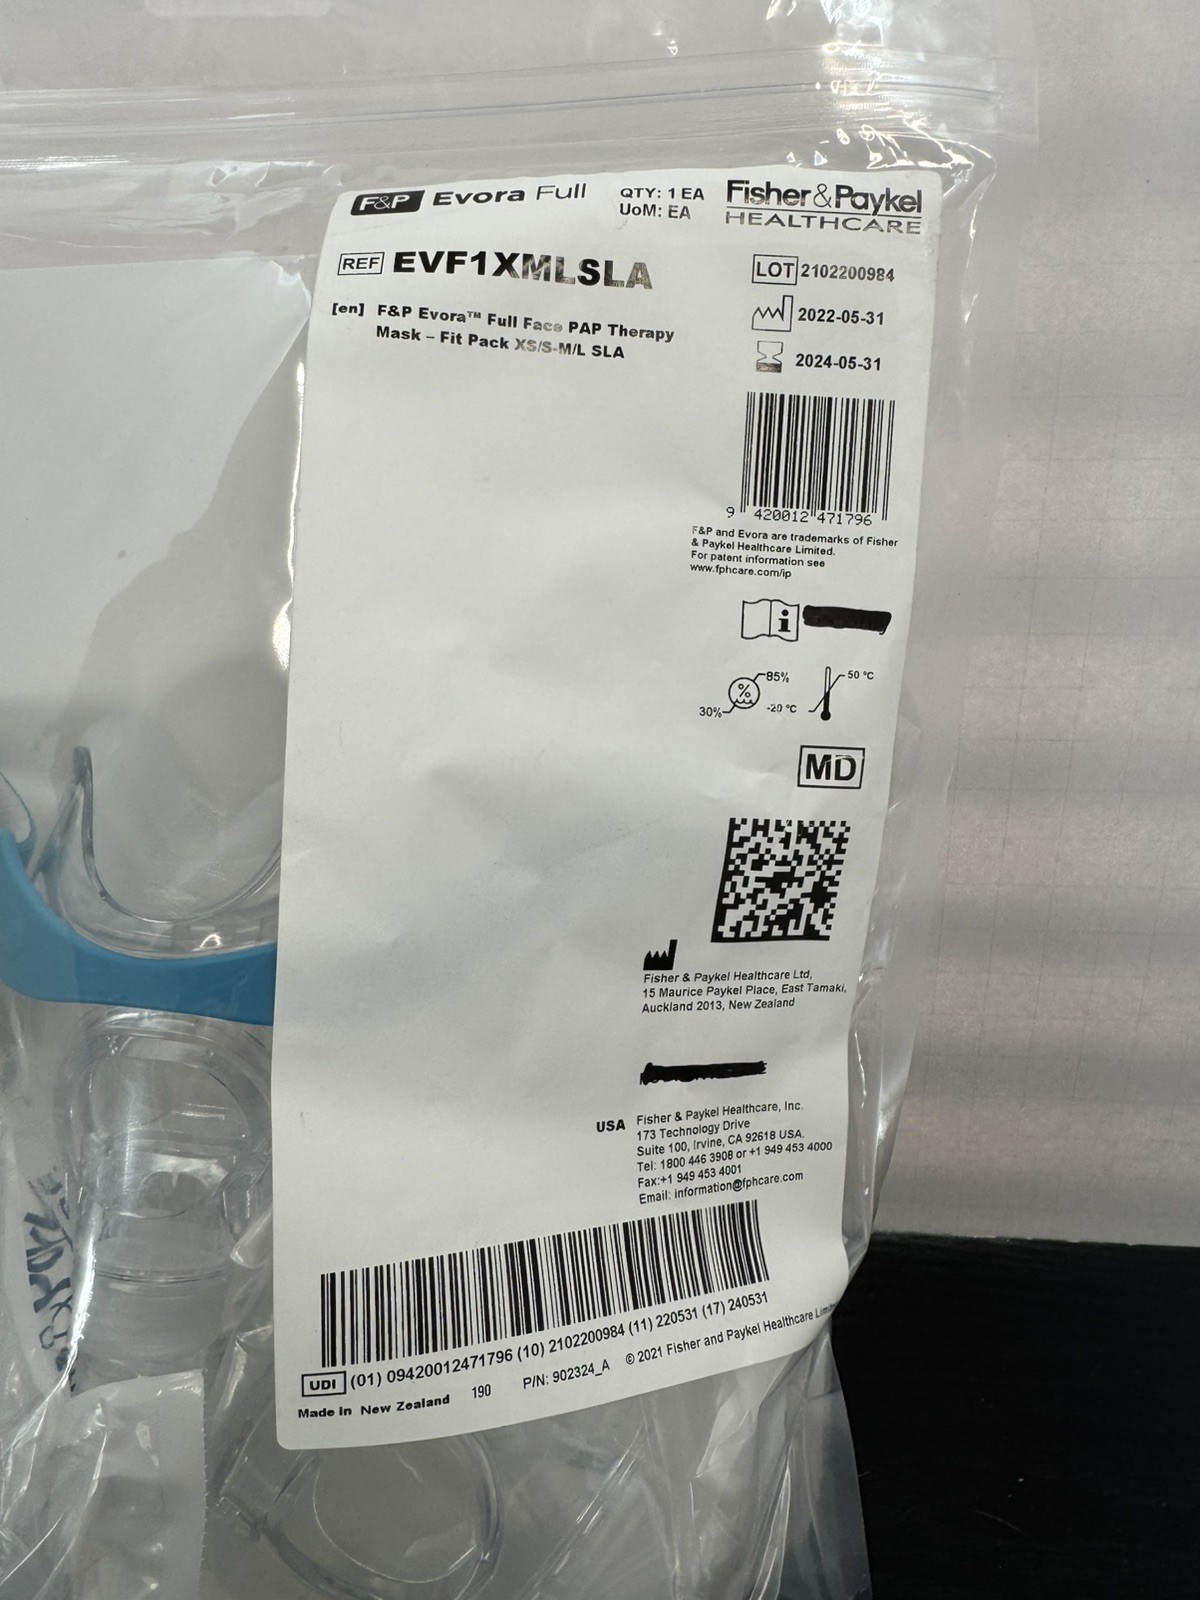 F&P Evora Full
QTY: 1 EA
UoM: EA
Fisher&Paykel
HEALTHCARE
REF EVF1XMLSLA
[en] F&P Evora™ Full Face PAP Therapy
Mask – Fit Pack XS/S-M/L SLA
LOT 2102200984
2022-05-31
2024-05-31
9 420012 471796
F&P and Evora are trademarks of Fisher
& Paykel Healthcare Limited.
For patent information see
www.fphcare.com/ip
i
85%
30%
%
50 °C
-20 °C
MD
Fisher & Paykel Healthcare Ltd,
15 Maurice Paykel Place, East Tamaki,
Auckland 2013, New Zealand
USA Fisher & Paykel Healthcare, Inc.
173 Technology Drive
Suite 100, Irvine, CA 92618 USA.
Tel: 1800 446 3908 or +1 949 453 4000
Fax:+1 949 453 4001
Email: information@fphcare.com
UDI (01) 09420012471796 (10) 2102200984 (11) 220531 (17) 240531
Made in New Zealand 190 P/N: 902324_A © 2021 Fisher and Paykel Healthcare